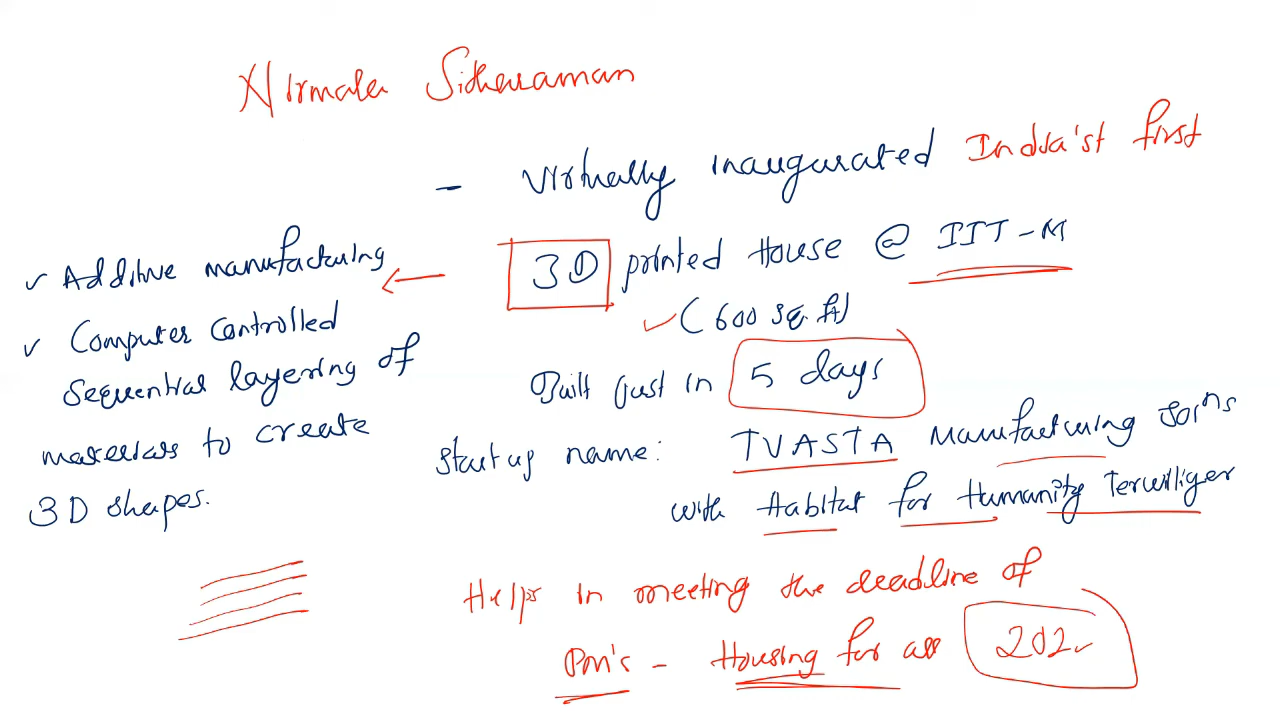 Nirmala Sitharaman
- Virtually inaugurated India'st first
3D printed House @ IIT-M
(600 sq ft)
Built just in 5 days
Startup name: TVASTA Manufacturing Soins
with Habitat for Humanity Terwilliger
Helps in meeting the deadline of
PM's - Housing for all 2022
✓ Additive manufacturing
✓ Computer controlled
sequential layering of
materials to create
3D shapes.